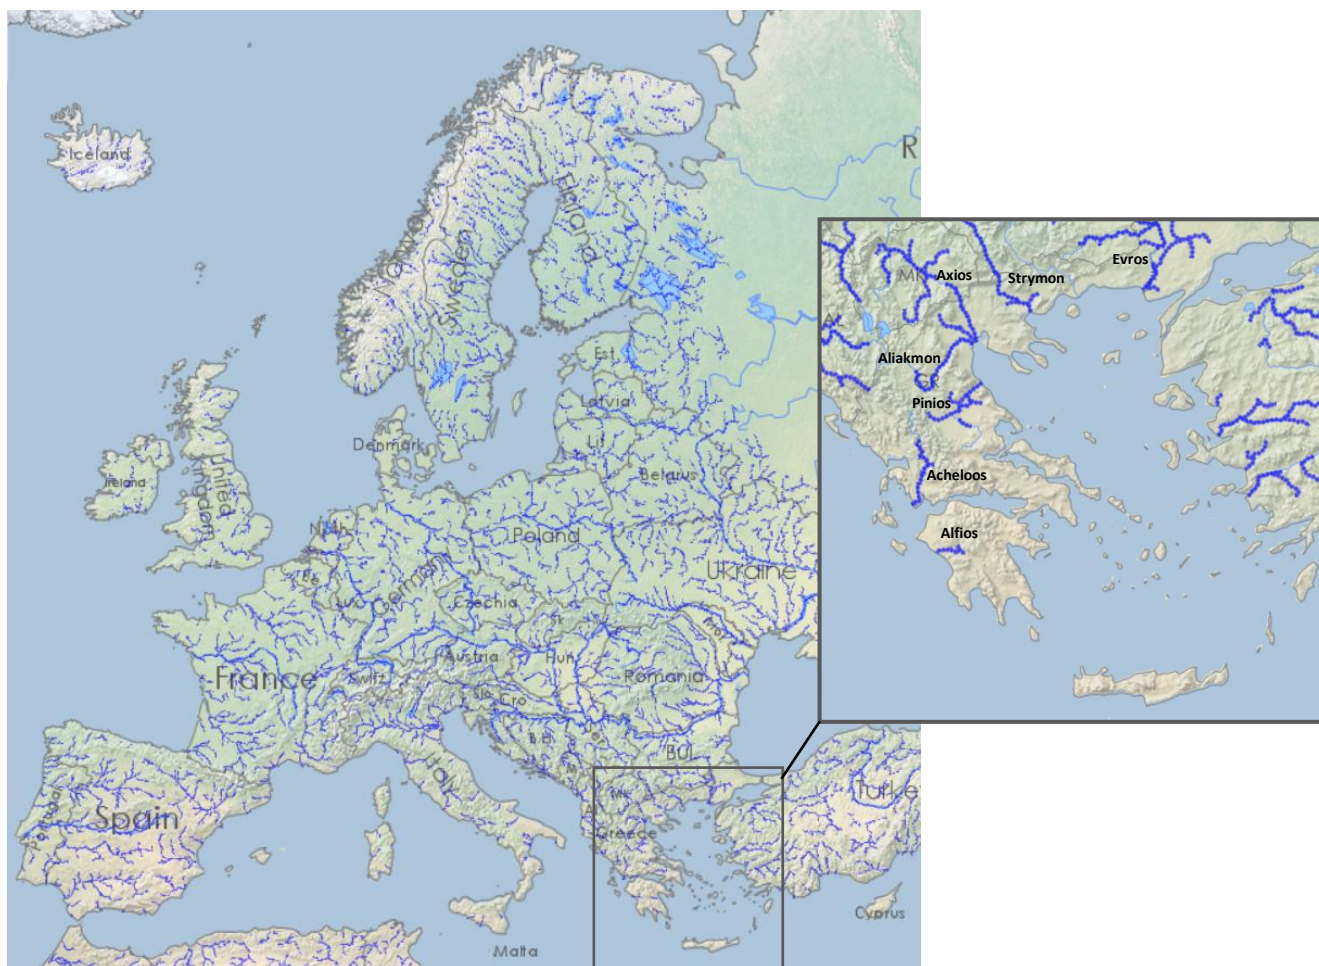 Iceland
R
Norway
Sweden
Finland
Est.
Latvia
Lit.
Denmark
Belarus
Ireland
United
Kingdom
Neth.
Poland
Germany
Ukraine
Lux.
Czechia
Austria
Hun.
France
Switz.
Romania
Slo.
Cro.
Bul.
Italy
Portugal
Spain
Greece
Turke
Malta
Cyprus
Axios
Strymon
Evros
Aliakmon
Pinios
Acheloos
Alfios